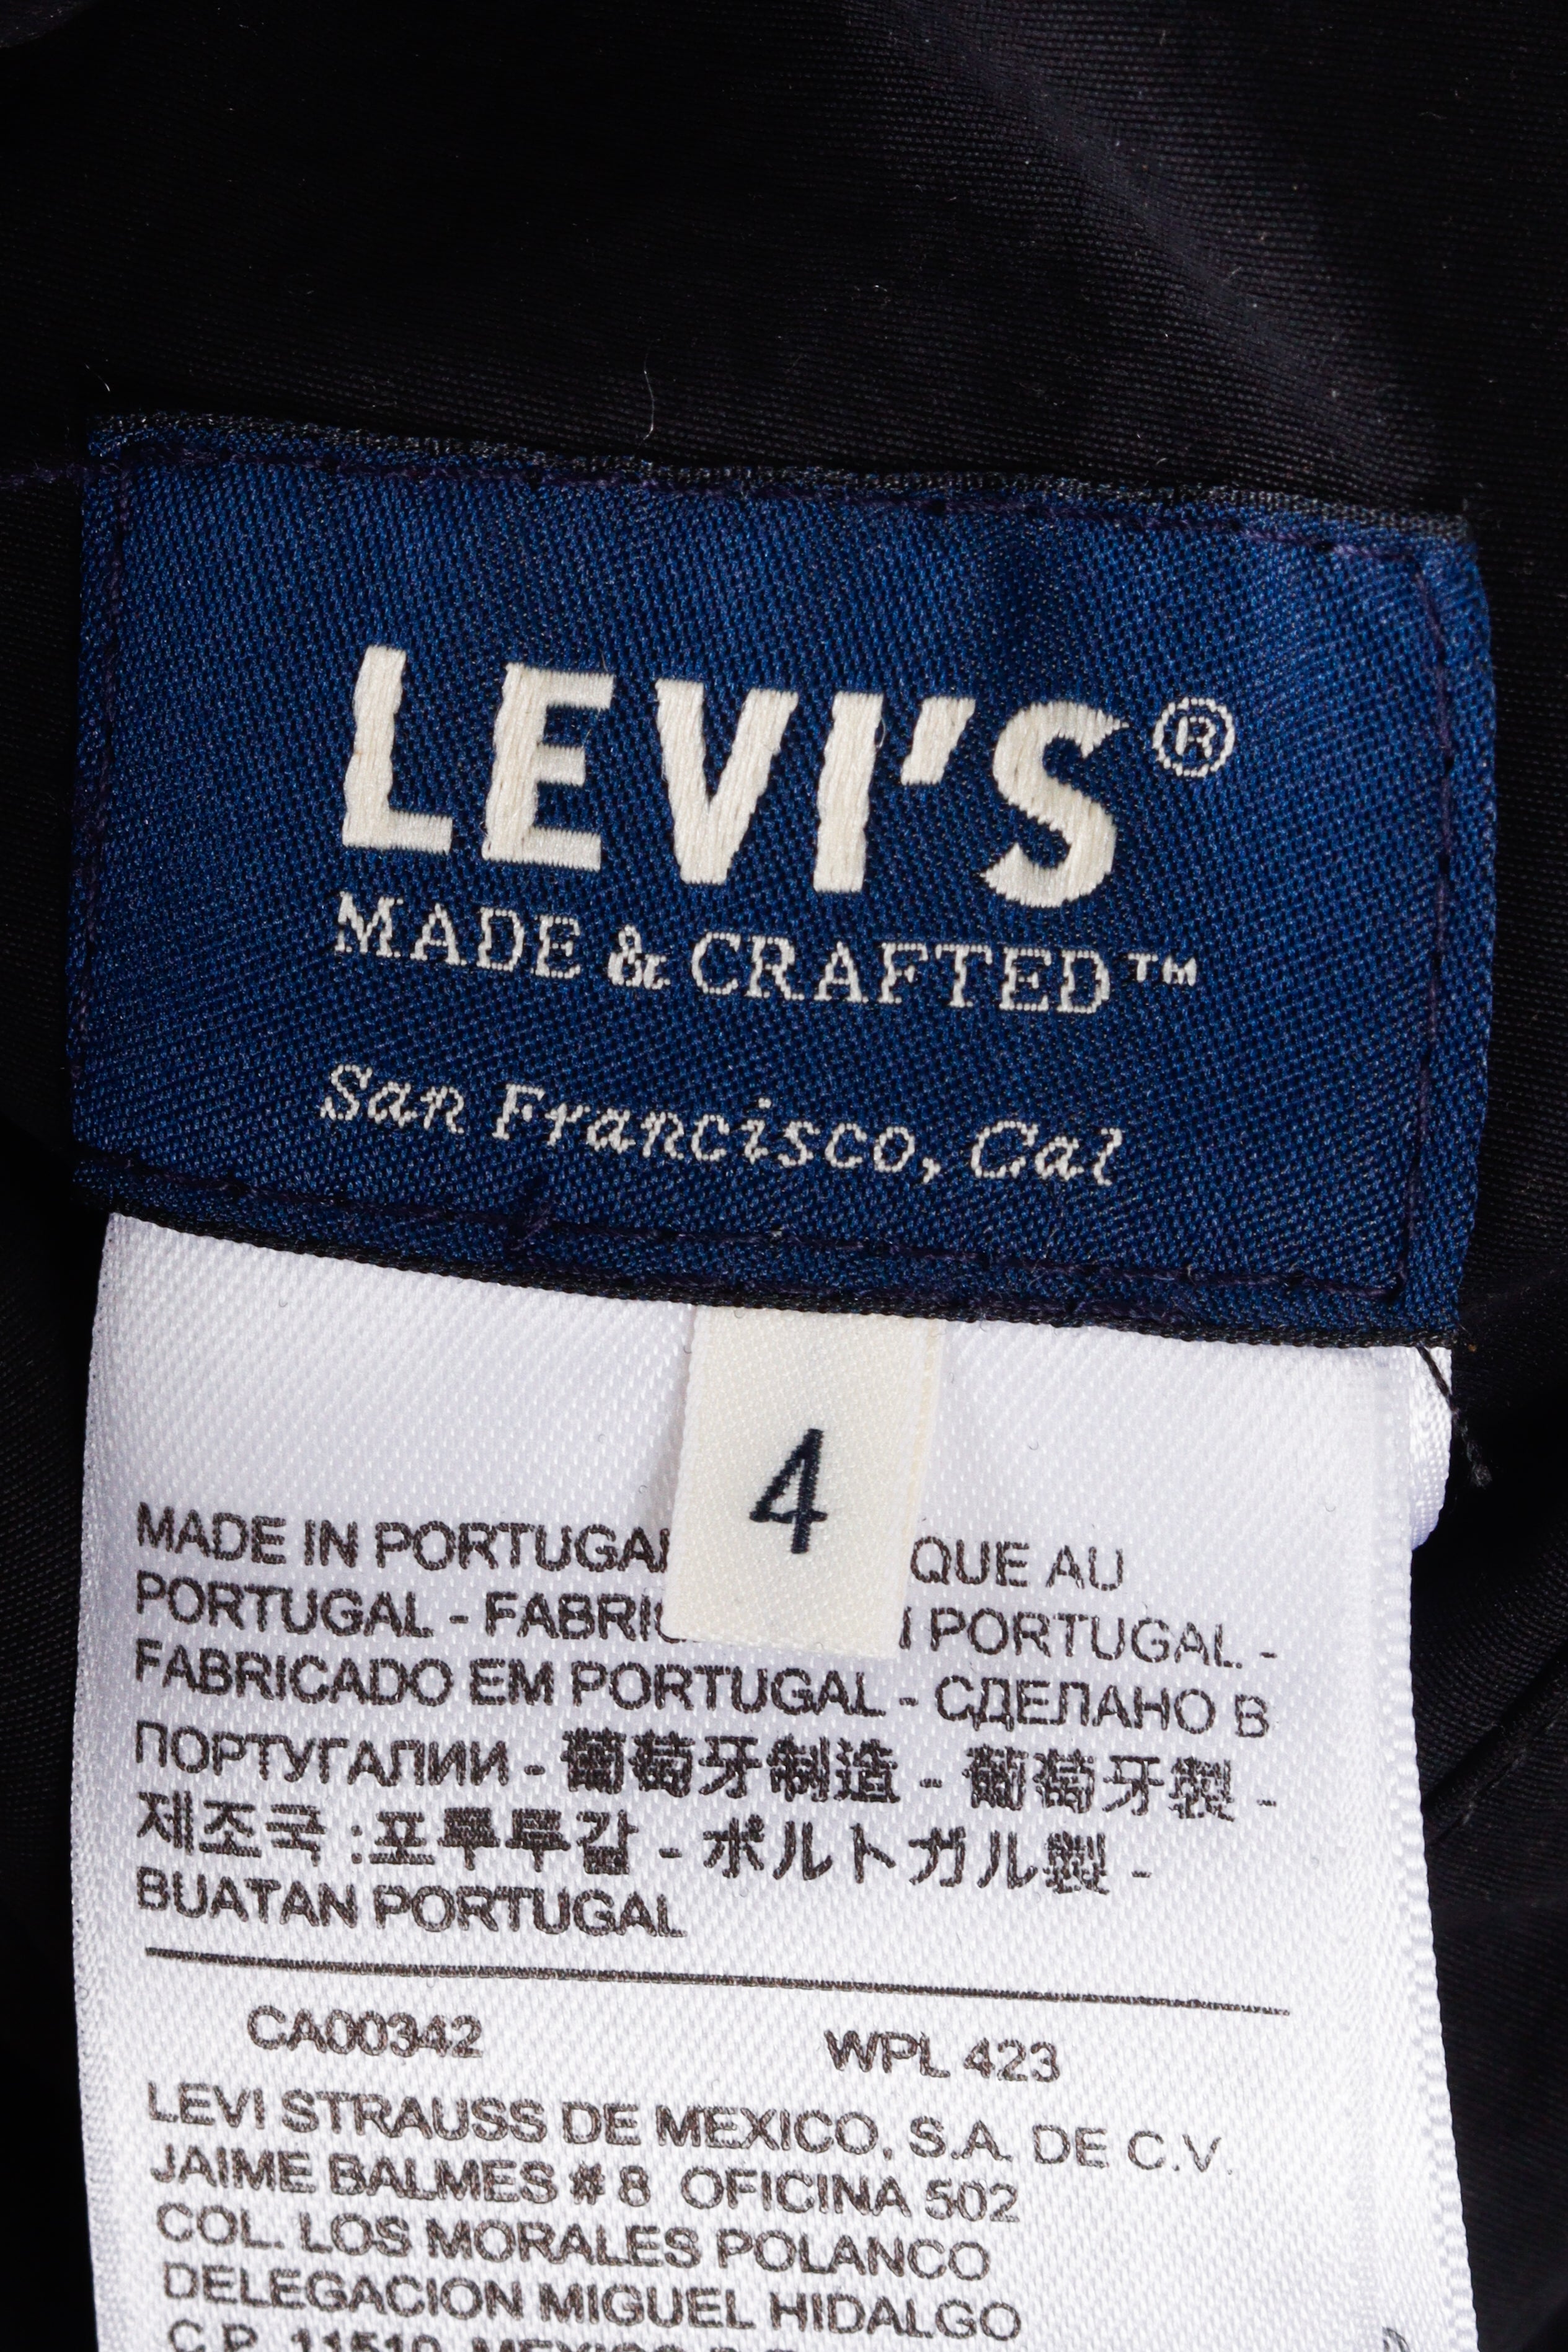 LEVI'S®
MADE & CRAFTED™
San Francisco, Cal
4
MADE IN PORTUGAL QUE AU
PORTUGAL - PORTUGAL -
FABRICADO EM PORTUGAL - СДЕЛАНО В
ПОРТУГАЛИИ - 葡萄牙制造 - 葡萄牙製 -
제조국 :포루투갈 - ポルトガル製 -
BUATAN PORTUGAL
CA00342 WPL 423
LEVI STRAUSS DE MEXICO, S.A. DE C.V.
JAIME BALMES # 8 OFICINA 502
COL. LOS MORALES POLANCO
DELEGACION MIGUEL HIDALGO
C.P. 11510 MEXICO